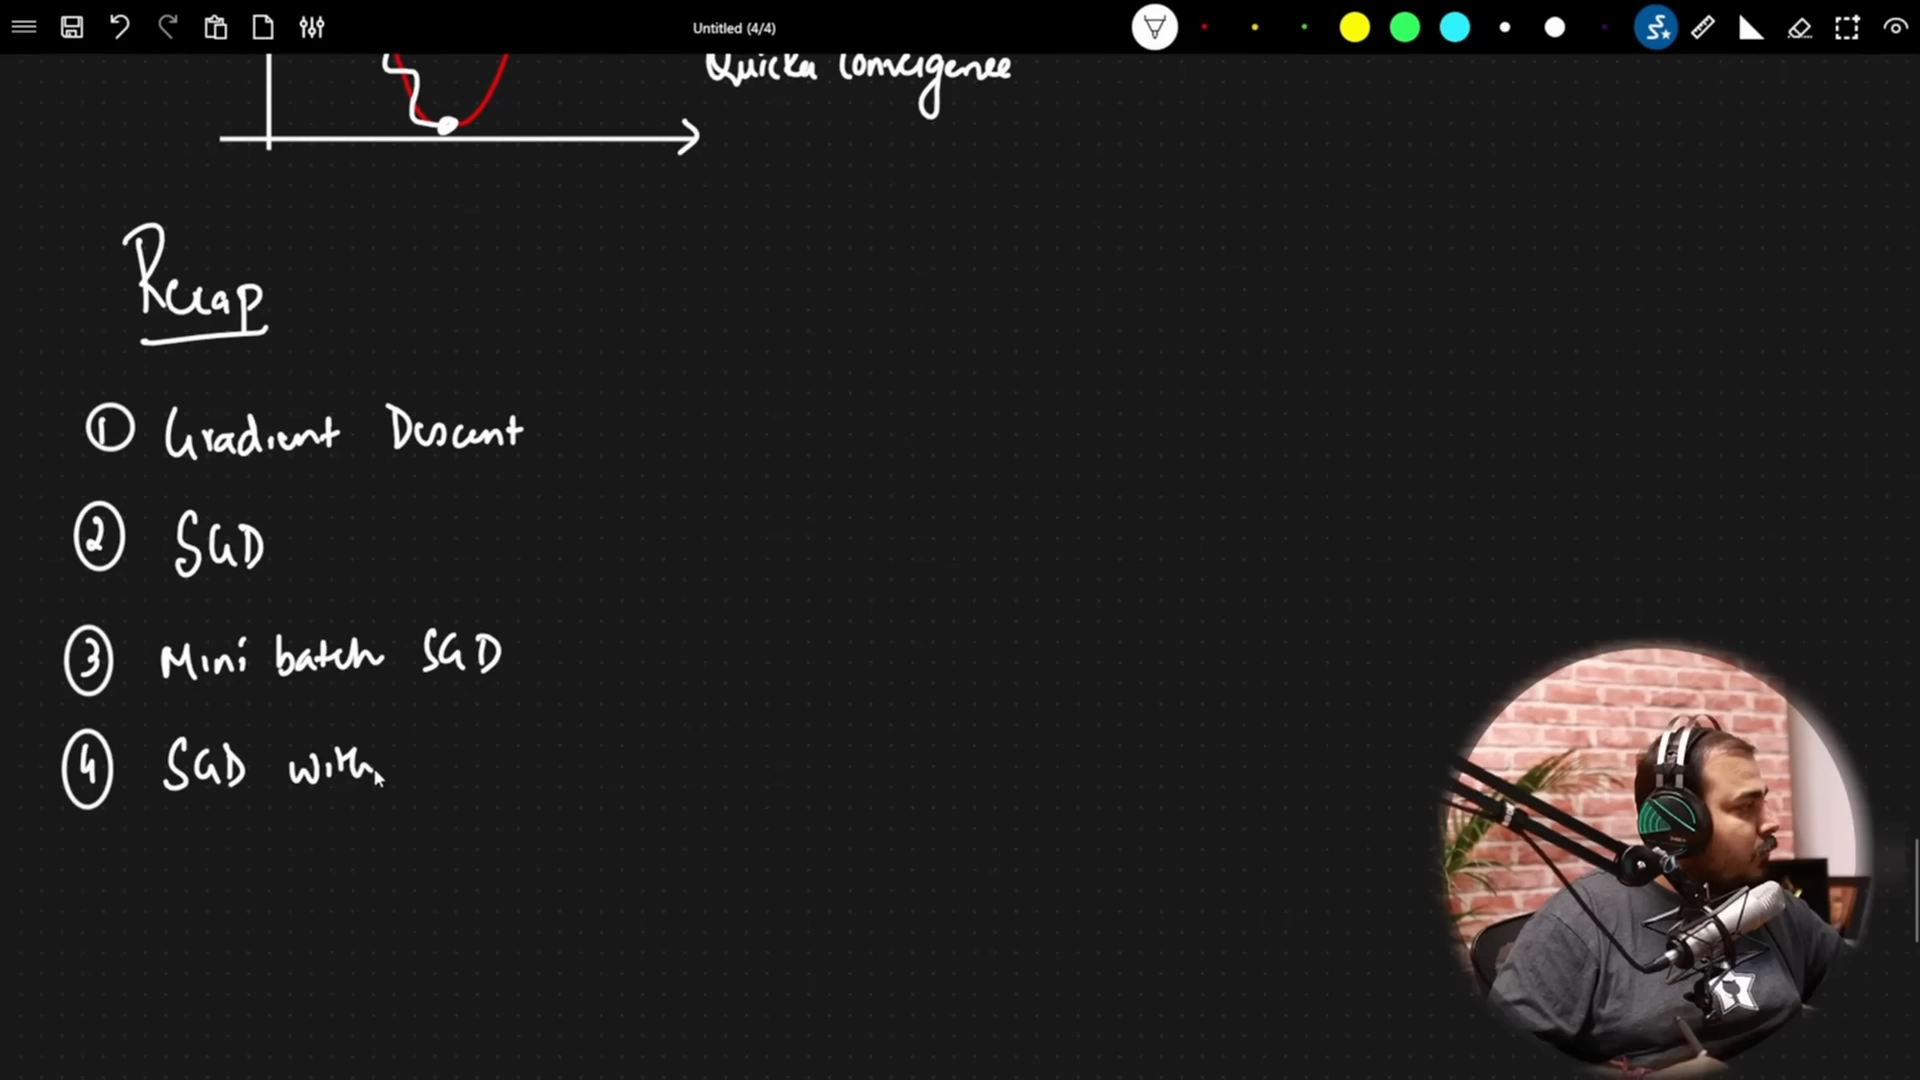 Untitled (4/4)
Quicker Convergence
Recap
① Gradient Descent
② SGD
③ Mini batch SGD
④ SGD with